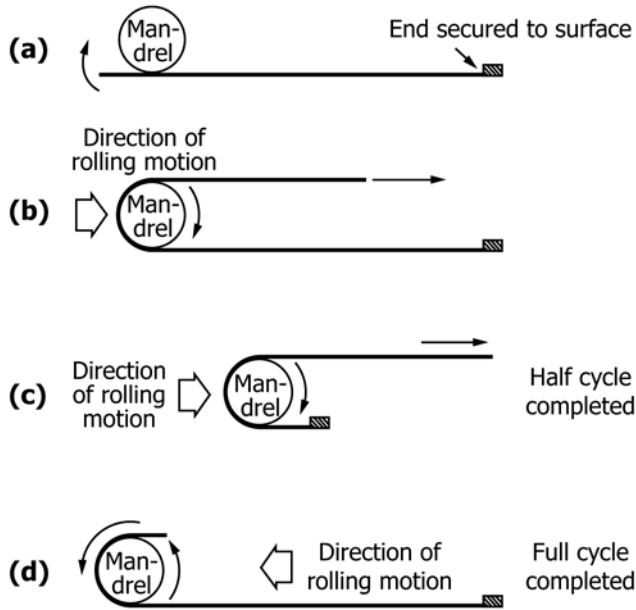 (a)
Man-
drel
End secured to surface
Direction of
rolling motion
(b)
Man-
drel
(c)
Direction
of rolling
motion
Man-
drel
Half cycle
completed
(d)
Man-
drel
Direction of
rolling motion
Full cycle
completed